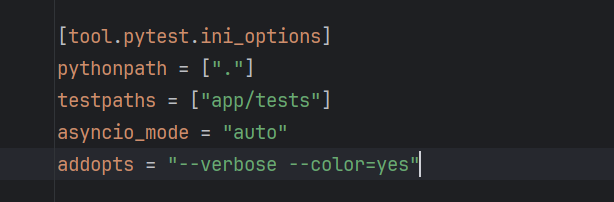 [tool.pytest.ini_options]
pythonpath = ["."]
testpaths = ["app/tests"]
asyncio_mode = "auto"
addopts = "--verbose --color=yes"